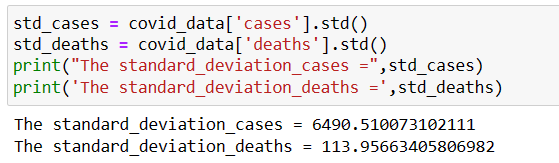 std_cases = covid_data['cases'].std()
std_deaths = covid_data['deaths'].std()
print("The standard_deviation_cases =",std_cases)
print('The standard_deviation_deaths =',std_deaths)
The standard_deviation_cases = 6490.510073102111
The standard_deviation_deaths = 113.95663405806982